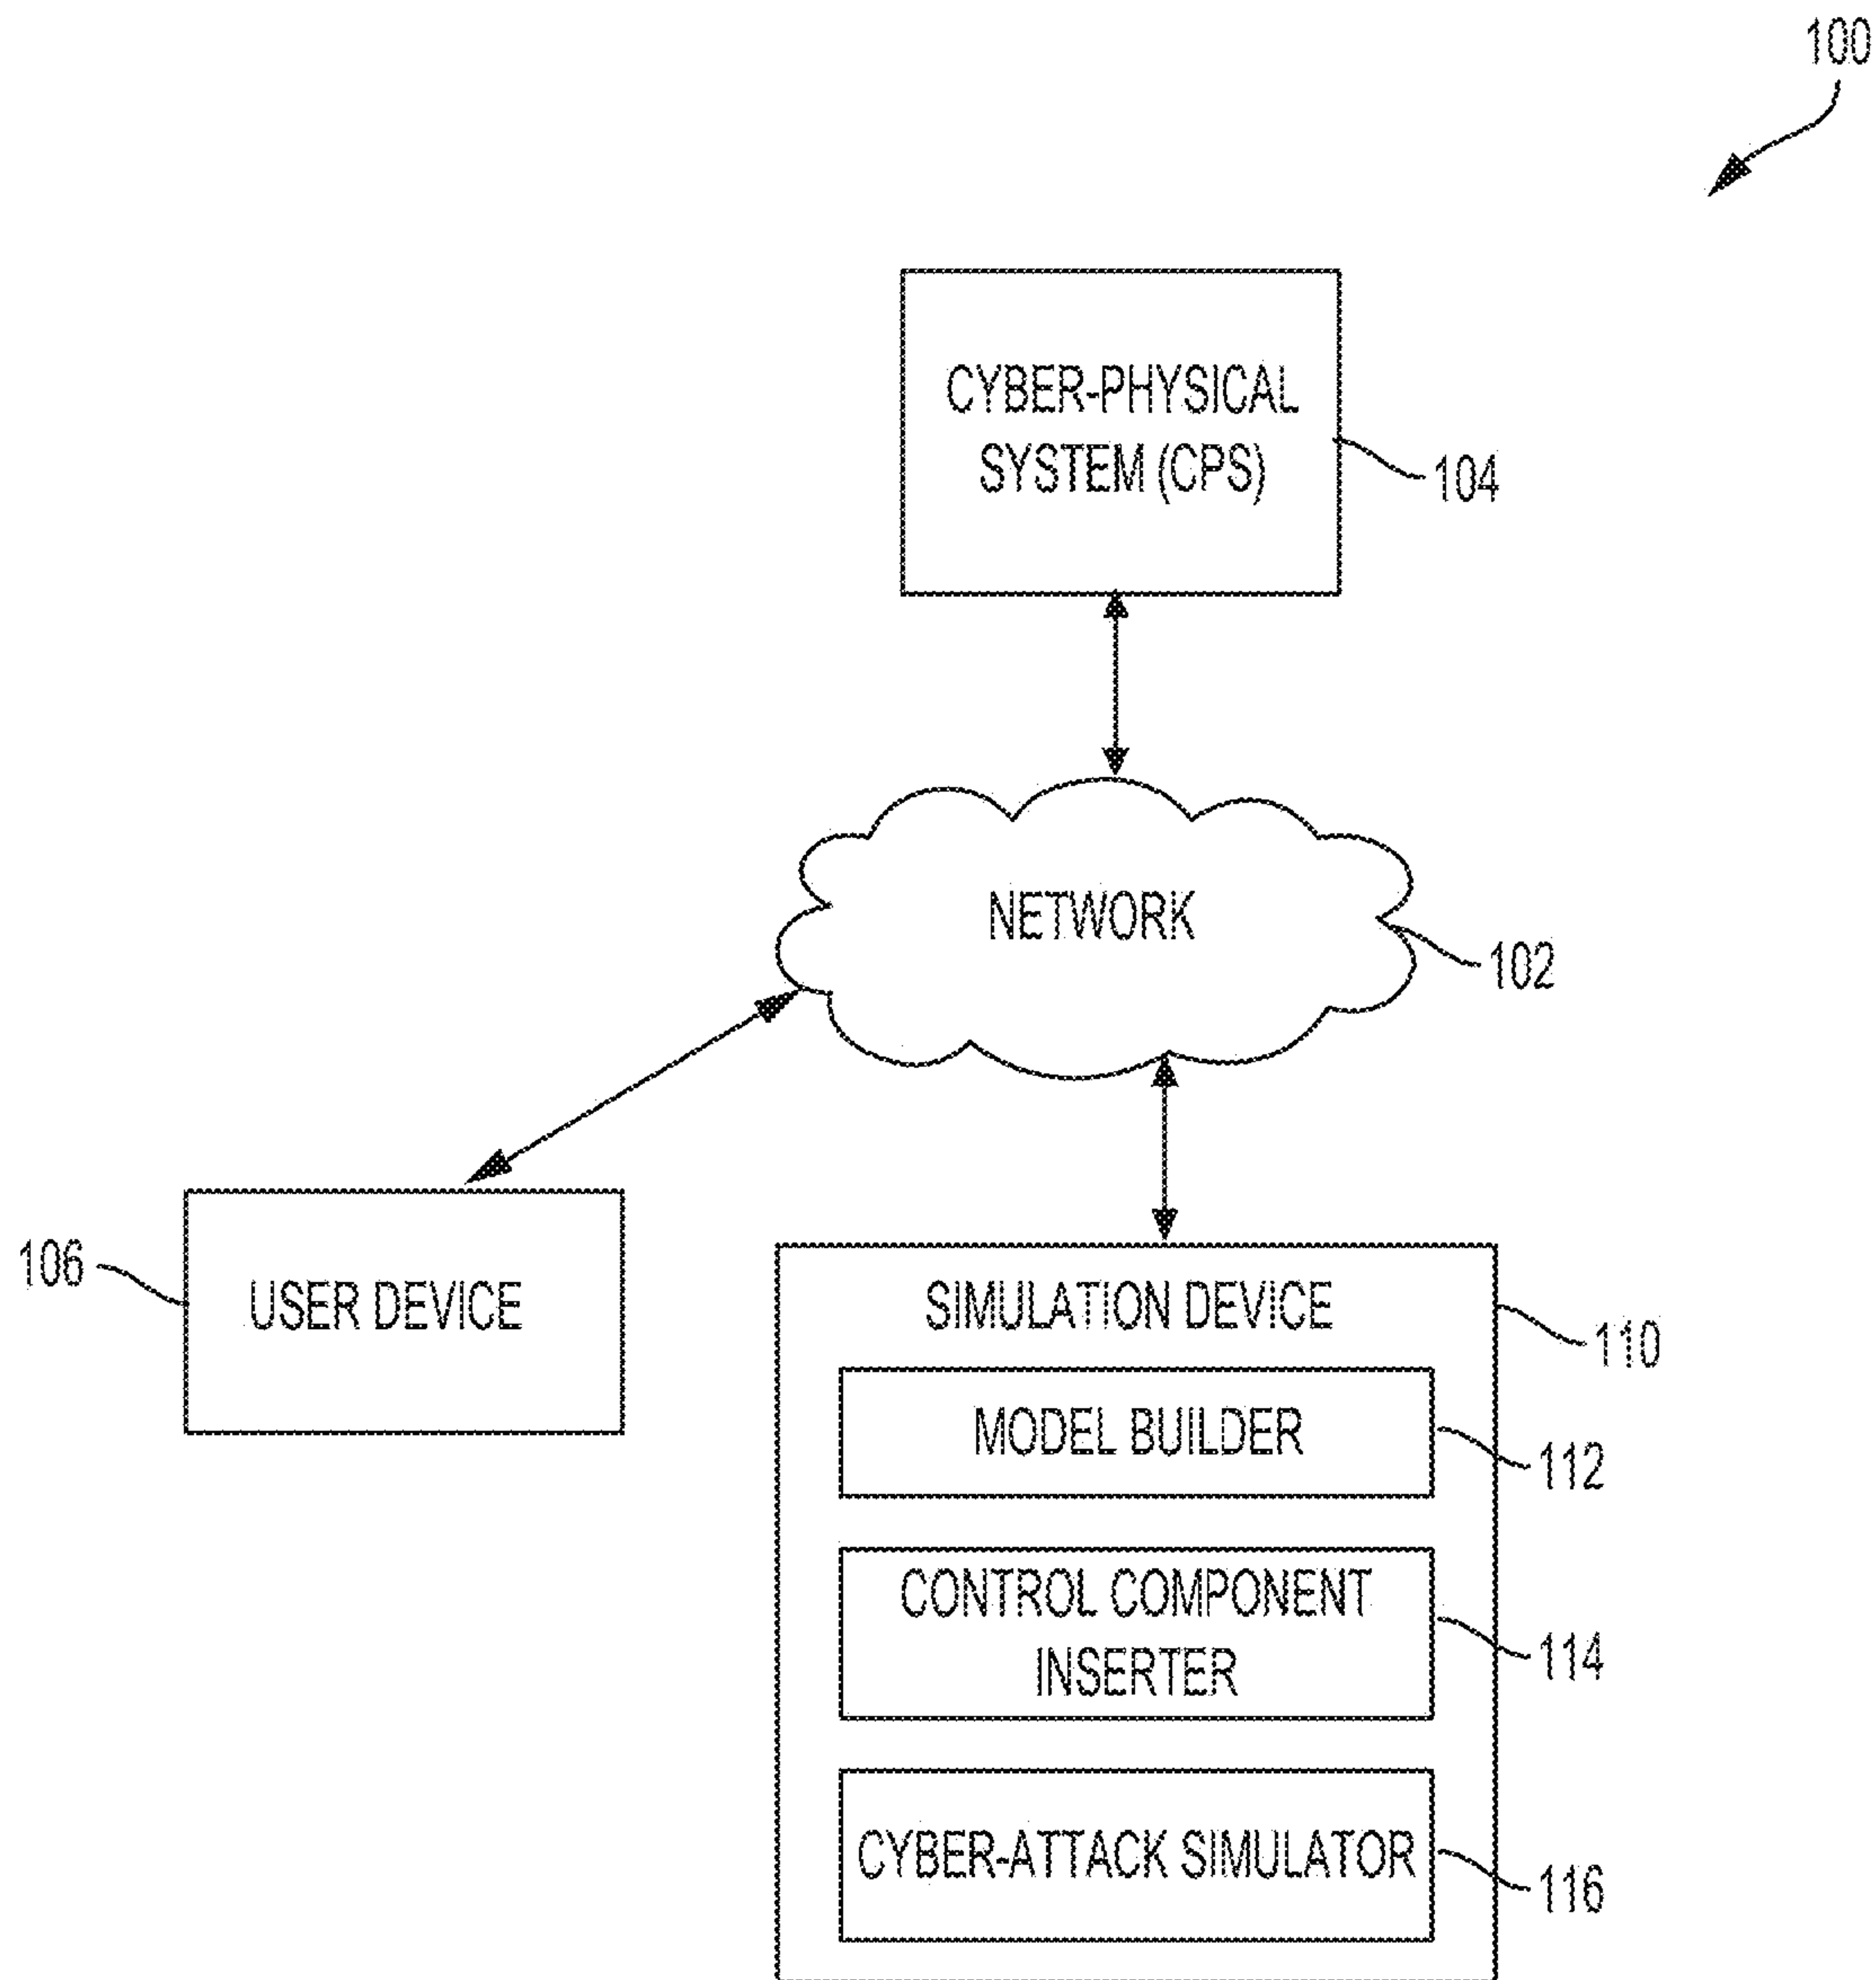 100
CYBER-PHYSICAL
SYSTEM (CPS)
104
NETWORK
102
106
USER DEVICE
SIMULATION DEVICE
110
MODEL BUILDER
112
CONTROL COMPONENT
INSERTER
114
CYBER-ATTACK SIMULATOR
116